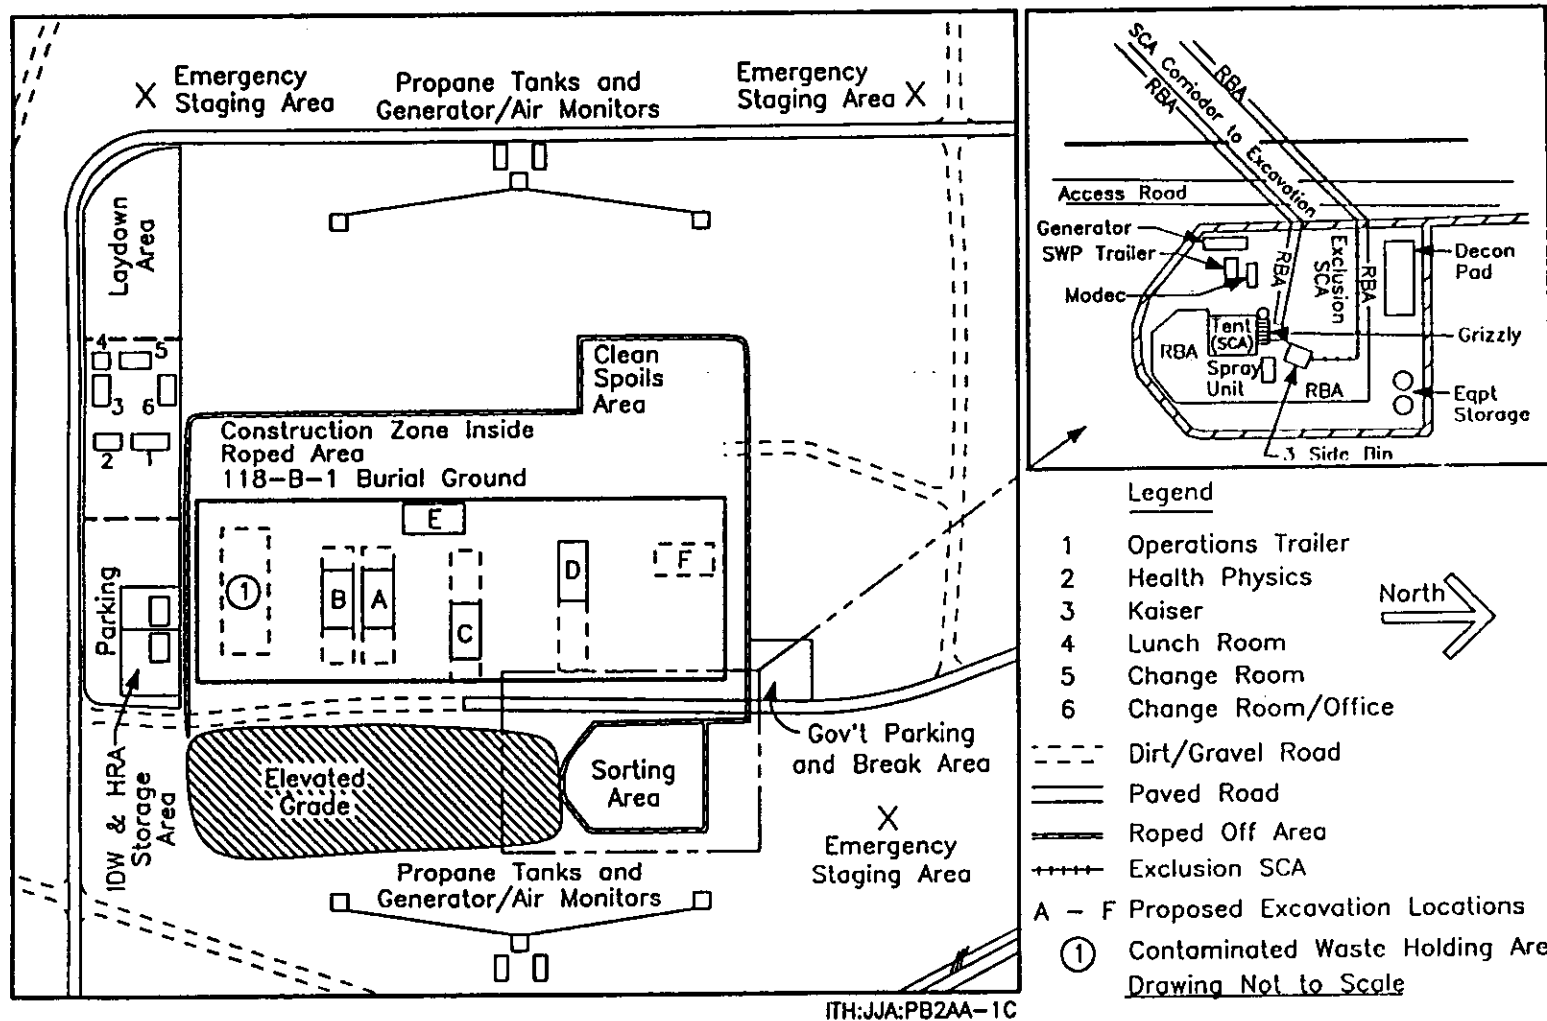 Emergency
Staging Area
Propane Tanks and
Generator/Air Monitors
Emergency
Staging Area
Laydown
Area
4
5
3
6
2
1
Clean
Spoils
Area
Construction Zone Inside
Roped Area
118-B-1 Burial Ground
E
1
B
A
C
D
F
Parking
IDW & HRA
Storage
Area
Elevated
Grade
Sorting
Area
Gov't Parking
and Break Area
Emergency
Staging Area
Propane Tanks and
Generator/Air Monitors
ITH:JJA:PB2AA-1C
SCA Corriodor to Excavation
RBA
RBA
Access Road
Generator
SWP Trailer
Modec
RBA
Exclusion
SCA
RBA
Decon
Pad
Tent
(SCA)
RBA
Grizzly
Spray
Unit
RBA
Eqpt
Storage
3 Side Bin
Legend
1 Operations Trailer
2 Health Physics
3 Kaiser
4 Lunch Room
5 Change Room
6 Change Room/Office
North
Dirt/Gravel Road
Paved Road
Roped Off Area
Exclusion SCA
A - F Proposed Excavation Locations
1 Contaminated Waste Holding Are
Drawing Not to Scale